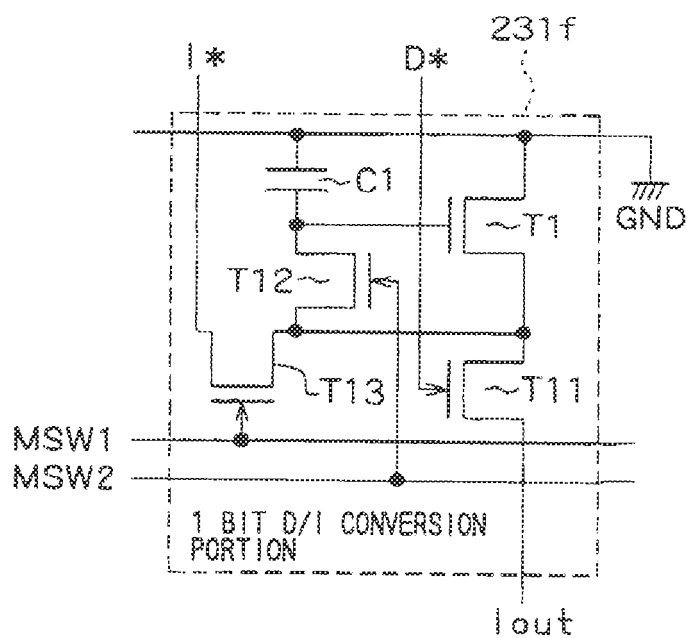 231f
I*
D*
C1
T1
GND
T12
T13
T11
MSW1
MSW2
1 BIT D/I CONVERSION
PORTION
Iout